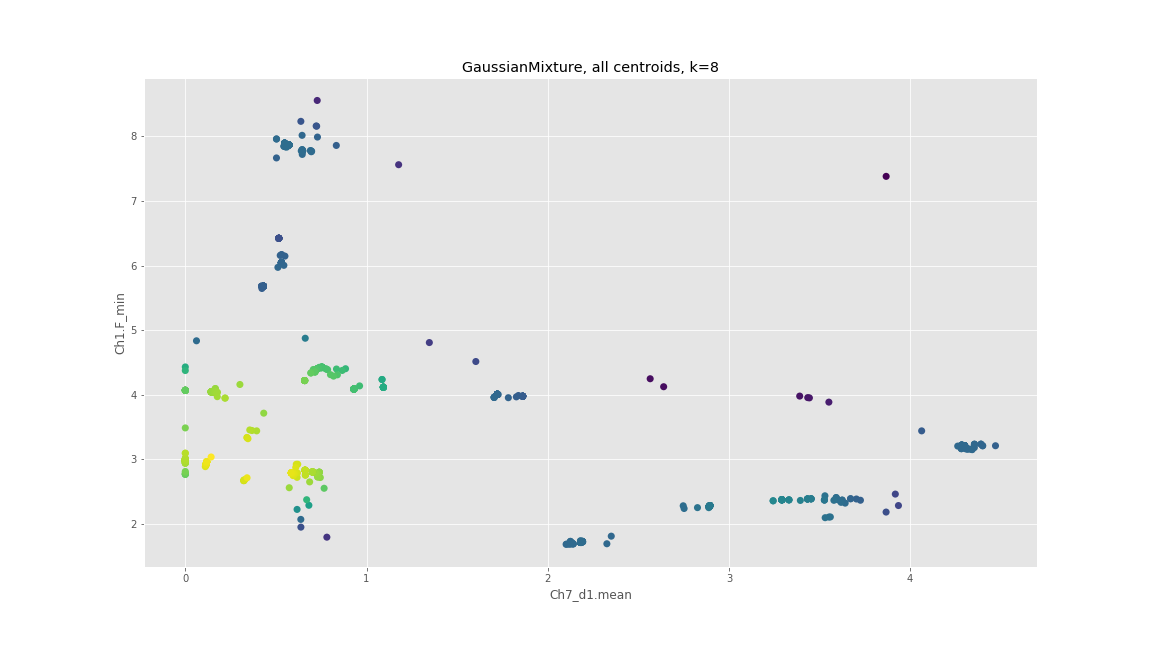 GaussianMixture, all centroids, k=8
8
7
6
5
4
3
2
Ch1.F_min
0 1 2 3 4
Ch7_d1.mean